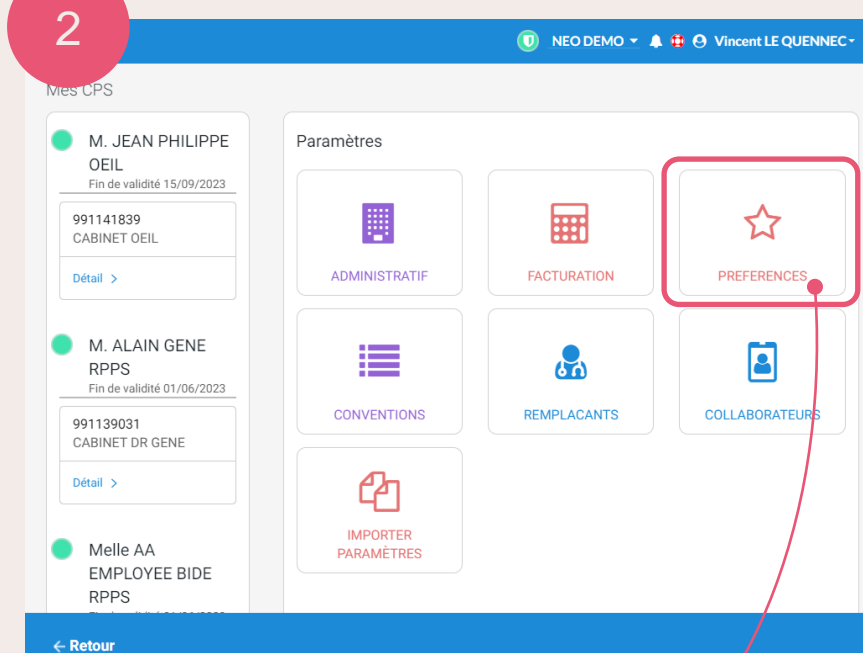 2
NEO DEMO
Vincent LE QUENNEC
Mes CPS
M. JEAN PHILIPPE
OEIL
Fin de validité 15/09/2023
991141839
CABINET OEIL
Détail >
M. ALAIN GENE
RPPS
Fin de validité 01/06/2023
991139031
CABINET DR GENE
Détail >
Melle AA
EMPLOYEE BIDE
RPPS
Paramètres
ADMINISTRATIF
FACTURATION
PREFERENCES
CONVENTIONS
REMPLACANTS
COLLABORATEURS
IMPORTER
PARAMÈTRES
← Retour